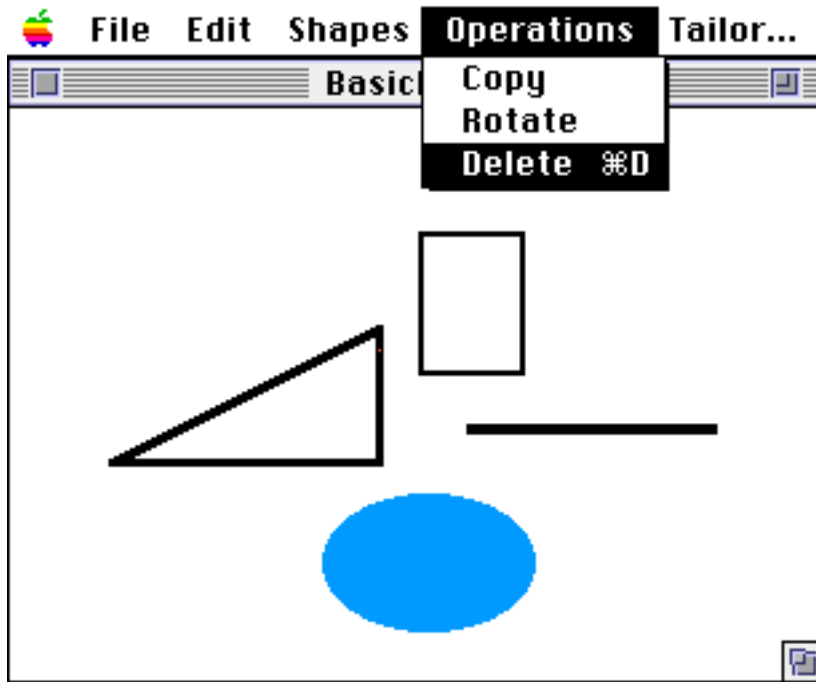 File Edit Shapes Operations Tailor...
Basic
Copy
Rotate
Delete ⌘D